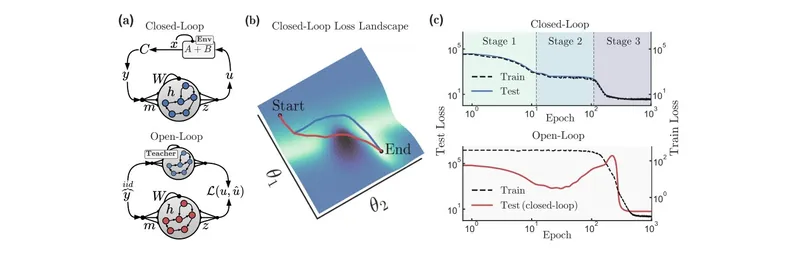 (a)
Closed-Loop
Env
x
A + B
C
y
W
h
u
m
z
Open-Loop
Teacher
iid
y
W
h
L(u, û)
m
z
(b)
Closed-Loop Loss Landscape
Start
End
θ1
θ2
(c)
Closed-Loop
Stage 1
Stage 2
Stage 3
10^5
10^1
Train
Test
10^5
10^1
10^0
10^1
10^2
10^3
Epoch
Test Loss
Train Loss
Open-Loop
10^5
10^1
Train
Test (closed-loop)
10^2
10^0
10^0
10^1
10^2
10^3
Epoch